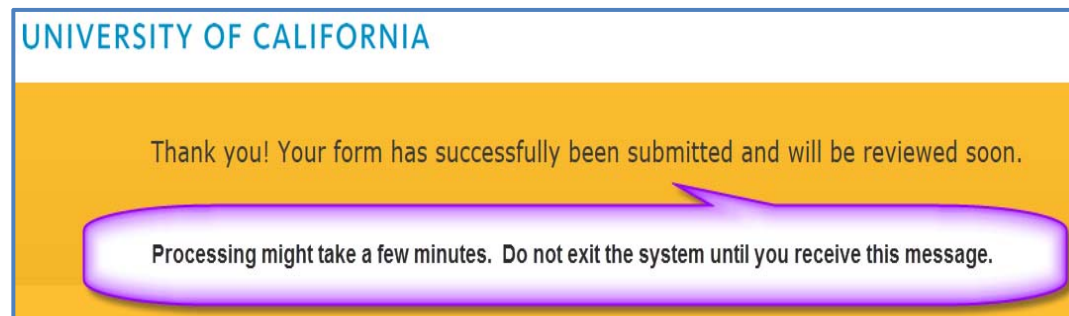 UNIVERSITY OF CALIFORNIA
Thank you! Your form has successfully been submitted and will be reviewed soon.
Processing might take a few minutes. Do not exit the system until you receive this message.